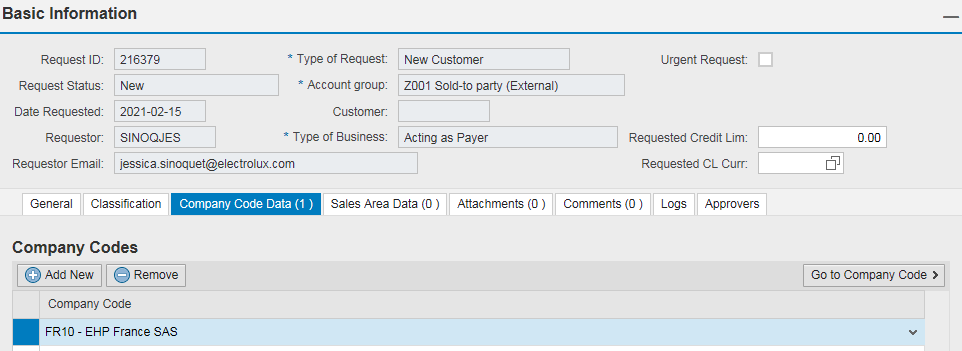 Basic Information
Request ID: 216379 * Type of Request: New Customer Urgent Request:
Request Status: New * Account group: Z001 Sold-to party (External)
Date Requested: 2021-02-15 Customer:
Requestor: SINOQJES * Type of Business: Acting as Payer Requested Credit Lim: 0.00
Requestor Email: jessica.sinoquet@electrolux.com Requested CL Curr:
General Classification Company Code Data (1 ) Sales Area Data (0 ) Attachments (0 ) Comments (0 ) Logs Approvers
Company Codes
Add New Remove Go to Company Code
Company Code
FR10 - EHP France SAS